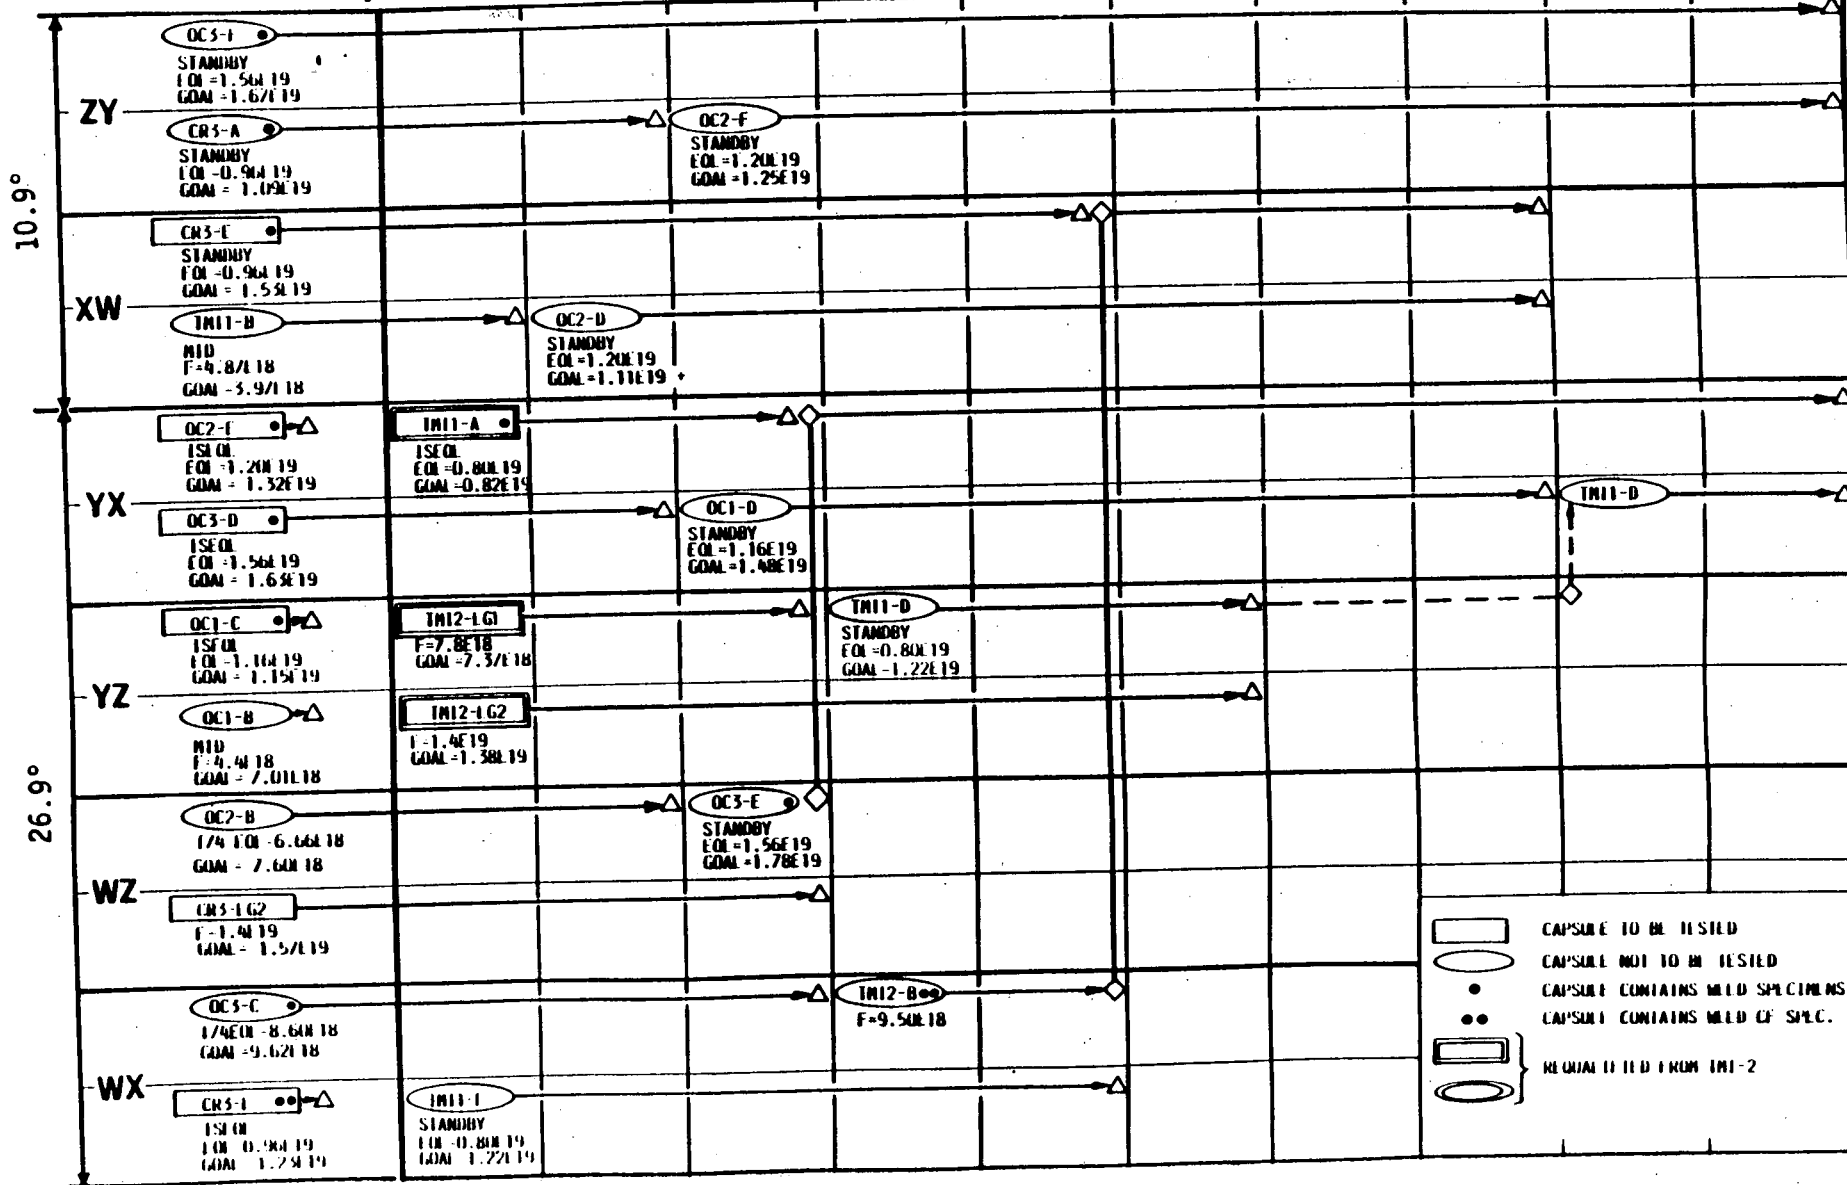 10.9°
26.9°
ZY
STANDBY
EOL=1.56E19
GOAL=1.67E19
CR3-A
STANDBY
EOL=0.96E19
GOAL= 1.09E19
OC2-F
STANDBY
EOL=1.20E19
GOAL=1.25E19
XW
CR3-E
STANDBY
EOL=0.96E19
GOAL= 1.53E19
TMI1-B
MID
F=4.87E18
GOAL=3.97E18
OC2-D
STANDBY
EOL=1.20E19
GOAL=1.11E19 +
YX
ISEOL
EOL=1.20E19
GOAL= 1.32E19
TMI1-A
ISEOL
EOL=0.80E19
GOAL=0.82E19
OC3-D
ISEOL
EOL=1.56E19
GOAL= 1.63E19
OC1-D
STANDBY
EOL=1.16E19
GOAL=1.48E19
TMI1-D
YZ
OC1-C
ISEOL
EOL=1.16E19
GOAL= 1.15E19
TMI2-LG1
F=7.8E18
GOAL=7.37E18
TMI1-D
STANDBY
EOL=0.80E19
GOAL=1.22E19
OC1-B
MID
F=4.4E18
GOAL= 7.01E18
TMI2-LG2
F=1.4E19
GOAL=1.38E19
WZ
OC2-B
1/4 EOL=6.66E18
GOAL= 7.60E18
OC3-E
STANDBY
EOL=1.56E19
GOAL=1.78E19
CR3-LG2
F=1.4E19
GOAL= 1.57E19
WX
OC3-C
1/4EOL=8.60E18
GOAL=9.62E18
TMI2-B
F=9.50E18
ISEOL
EOL=0.96E19
GOAL=1.23E19
STANDBY
EOL=0.80E19
GOAL=1.22E19
CAPSULE TO BE TESTED
CAPSULE NOT TO BE TESTED
CAPSULE CONTAINS WELD SPECIMENS
CAPSULE CONTAINS WELD CF SPEC.
REQUALIFIED FROM TMI-2